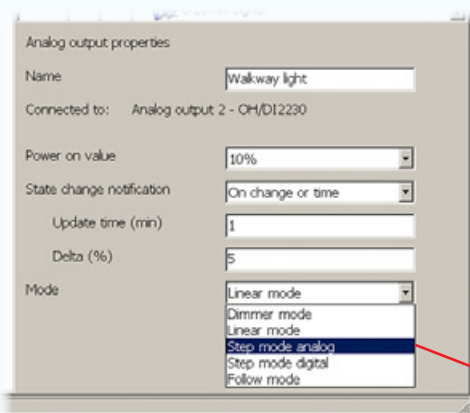 Analog output properties
Name Walkway light
Connected to: Analog output 2 - OH/DI2230
Power on value 10%
State change notification On change or time
Update time (min) 1
Delta (%) 5
Mode Linear mode
Dimmer mode
Linear mode
Step mode analog
Step mode digital
Follow mode